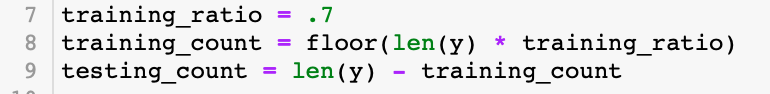 7 training_ratio = .7
8 training_count = floor(len(y) * training_ratio)
9 testing_count = len(y) - training_count